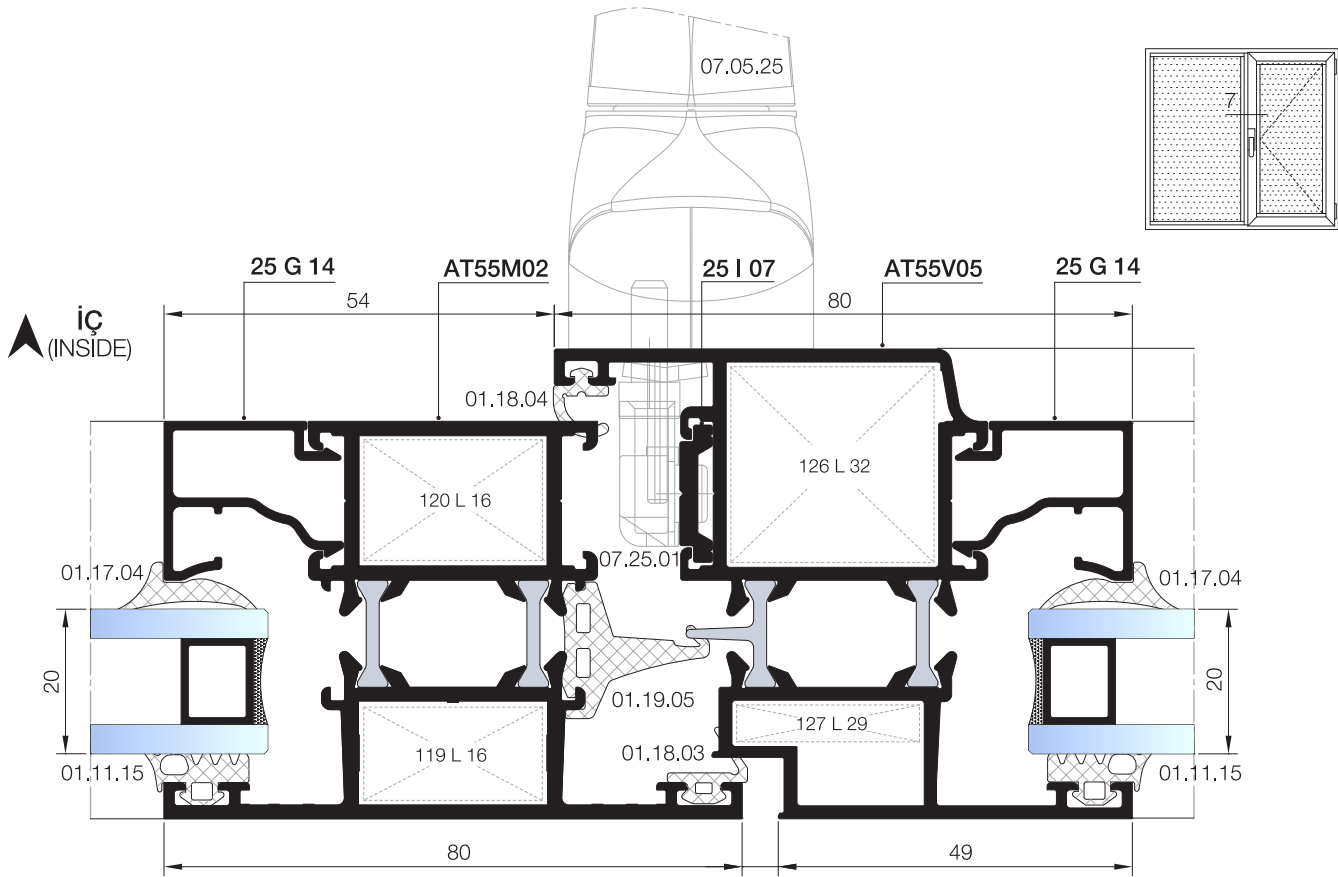 07.05.25
7
25 G 14
AT55M02
25 I 07
AT55V05
25 G 14
54
80
İÇ
(INSIDE)
01.18.04
126 L 32
120 L 16
07.25.01
01.17.04
01.17.04
20
20
01.19.05
127 L 29
01.18.03
119 L 16
01.11.15
01.11.15
80
49